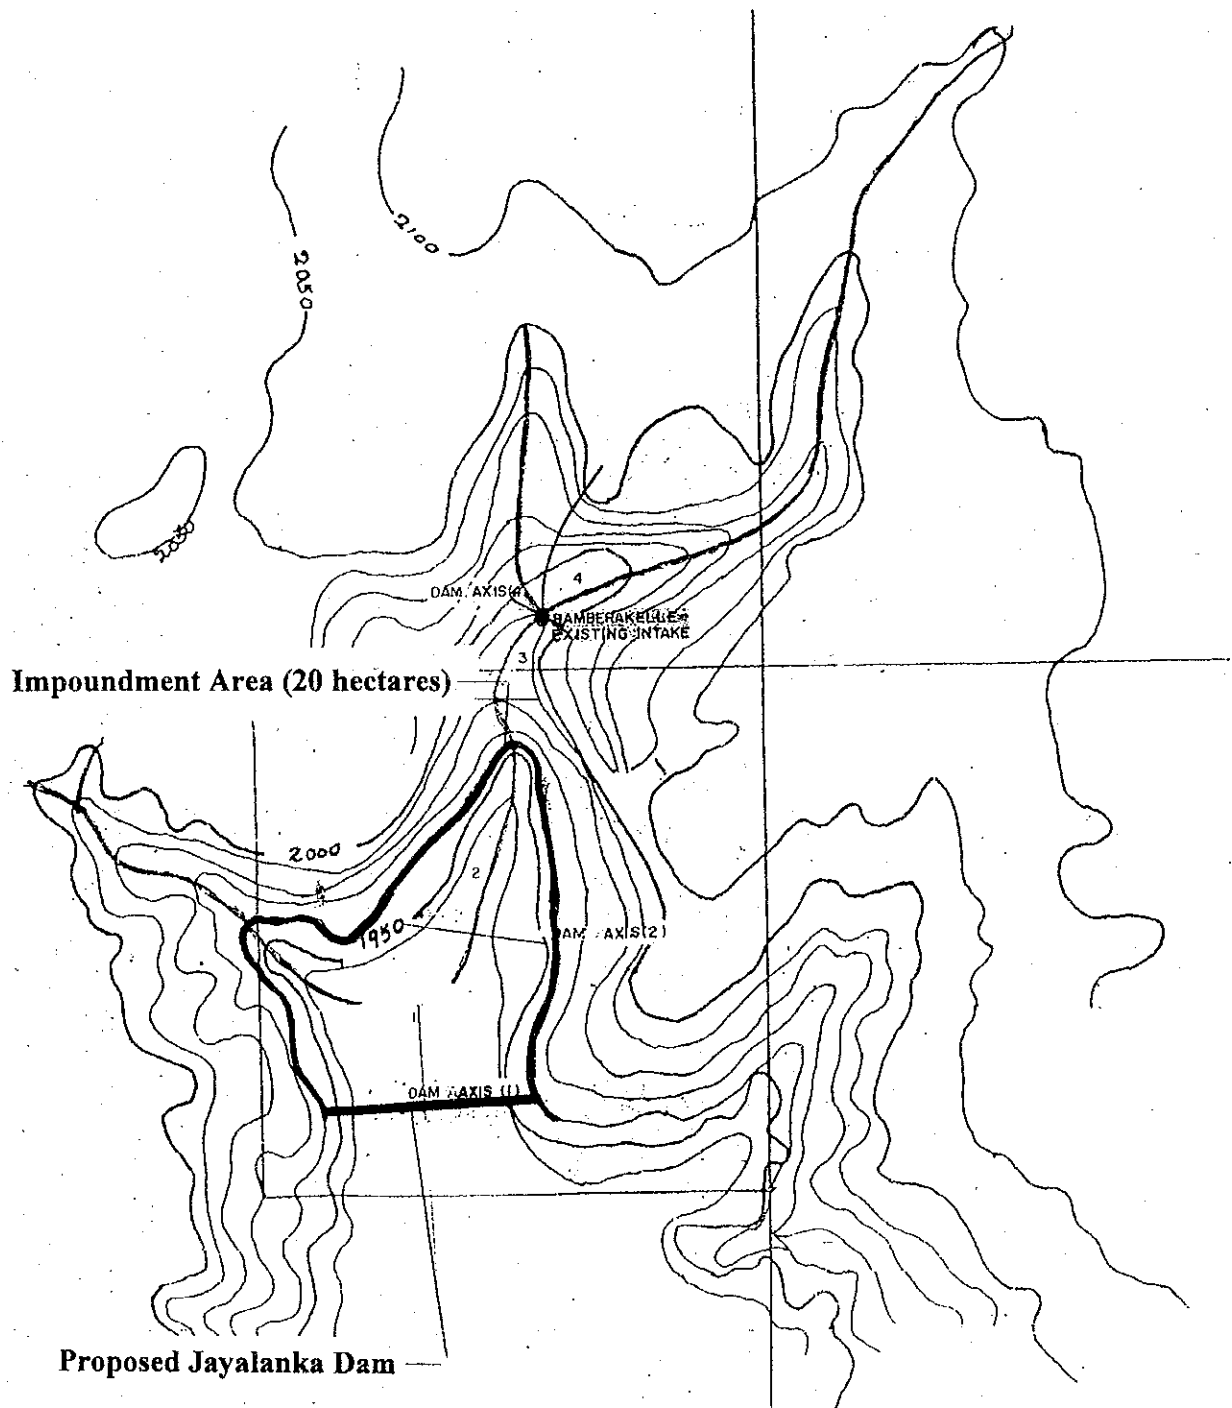 2100
2050
2050
4
DAM. AXIS(4)
BAMBERAKELLE
EXISTING INTAKE
3
Impoundment Area (20 hectares)
2000
2
1950
DAM AXIS(2)
1
DAM AXIS (1)
Proposed Jayalanka Dam